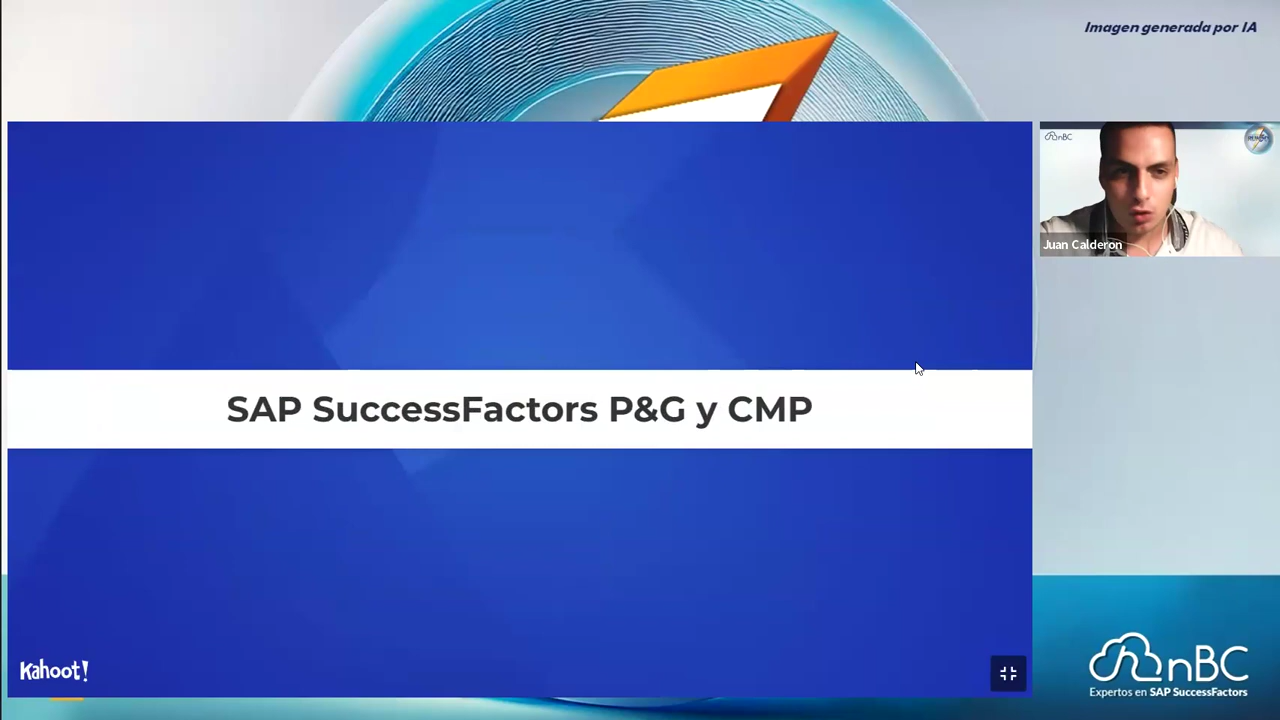 Imagen generada por IA
nBC
SAP SuccessFactors P&G y CMP
Juan Calderon
Kahoot!
nBC
Expertos en SAP SuccessFactors